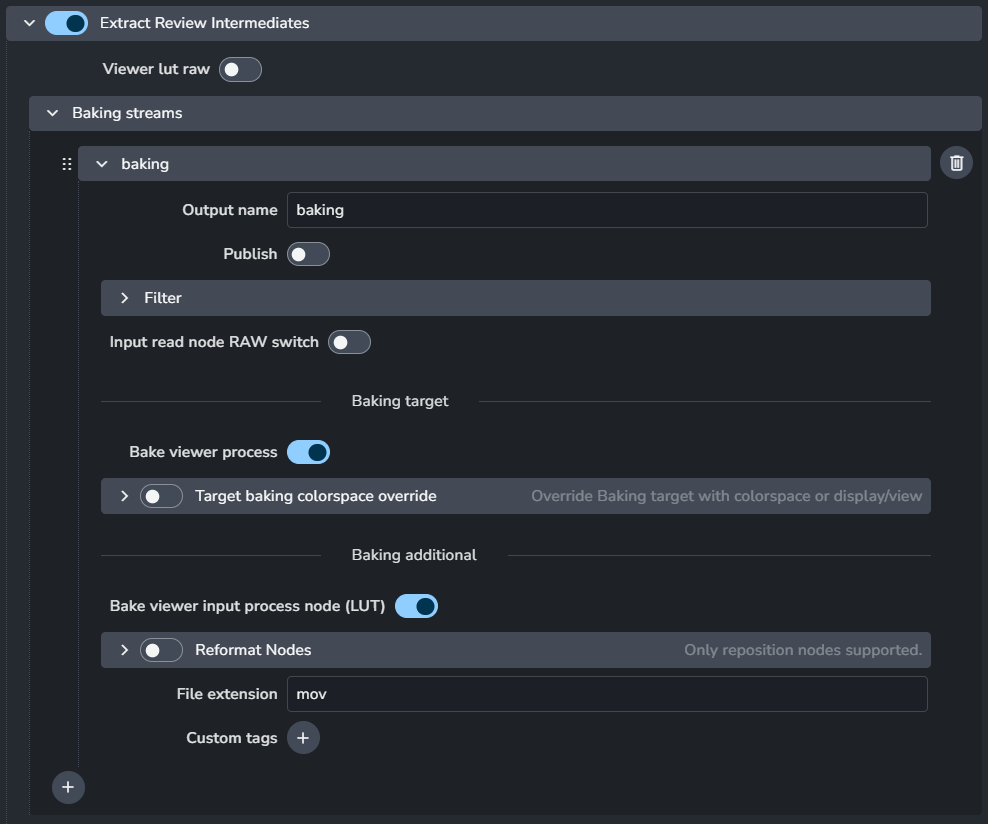 Extract Review Intermediates
Viewer lut raw
Baking streams
baking
Output name baking
Publish
Filter
Input read node RAW switch
Baking target
Bake viewer process
Target baking colorspace override Override Baking target with colorspace or display/view
Baking additional
Bake viewer input process node (LUT)
Reformat Nodes Only reposition nodes supported.
File extension mov
Custom tags